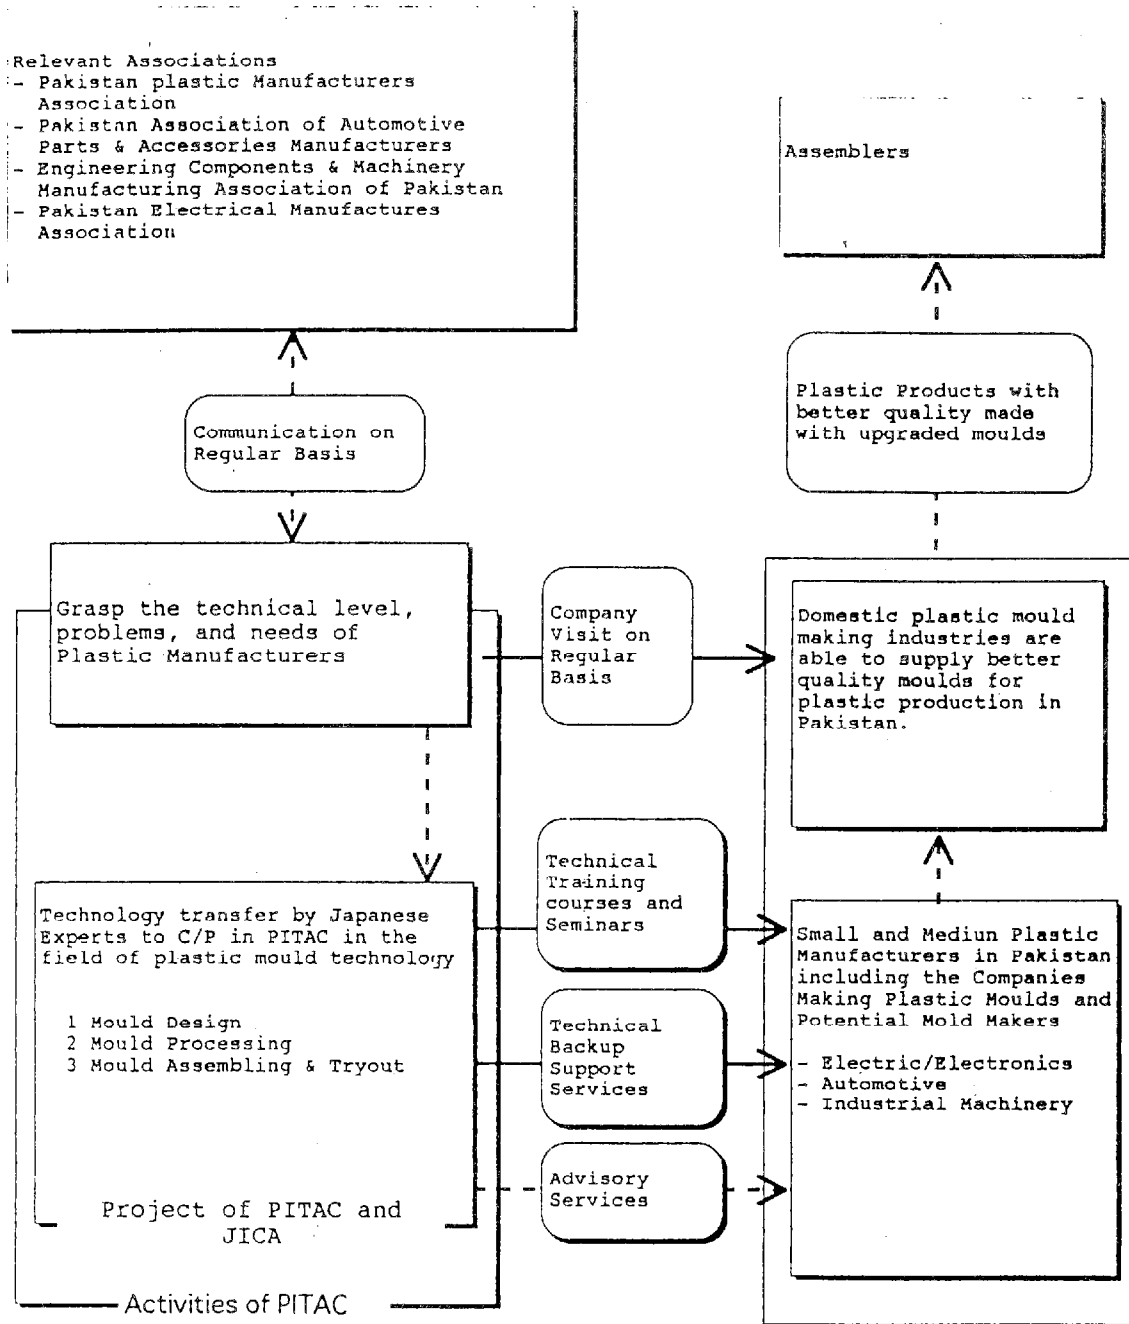 Relevant Associations
- Pakistan plastic Manufacturers
Association
- Pakistan Association of Automotive
Parts & Accessories Manufacturers
- Engineering Components & Machinery
Manufacturing Association of Pakistan
- Pakistan Electrical Manufactures
Association
Assemblers
Communication on
Regular Basis
Plastic Products with
better quality made
with upgraded moulds
Grasp the technical level,
problems, and needs of
Plastic Manufacturers
Company
Visit on
Regular
Basis
Domestic plastic mould
making industries are
able to supply better
quality moulds for
plastic production in
Pakistan.
Technical
Training
courses and
Seminars
Technology transfer by Japanese
Experts to C/P in PITAC in the
field of plastic mould technology
1 Mould Design
2 Mould Processing
3 Mould Assembling & Tryout
Project of PITAC and
JICA
Technical
Backup
Support
Services
Advisory
Services
Small and Mediun Plastic
Manufacturers in Pakistan
including the Companies
Making Plastic Moulds and
Potential Mold Makers
- Electric/Electronics
- Automotive
- Industrial Machinery
Activities of PITAC